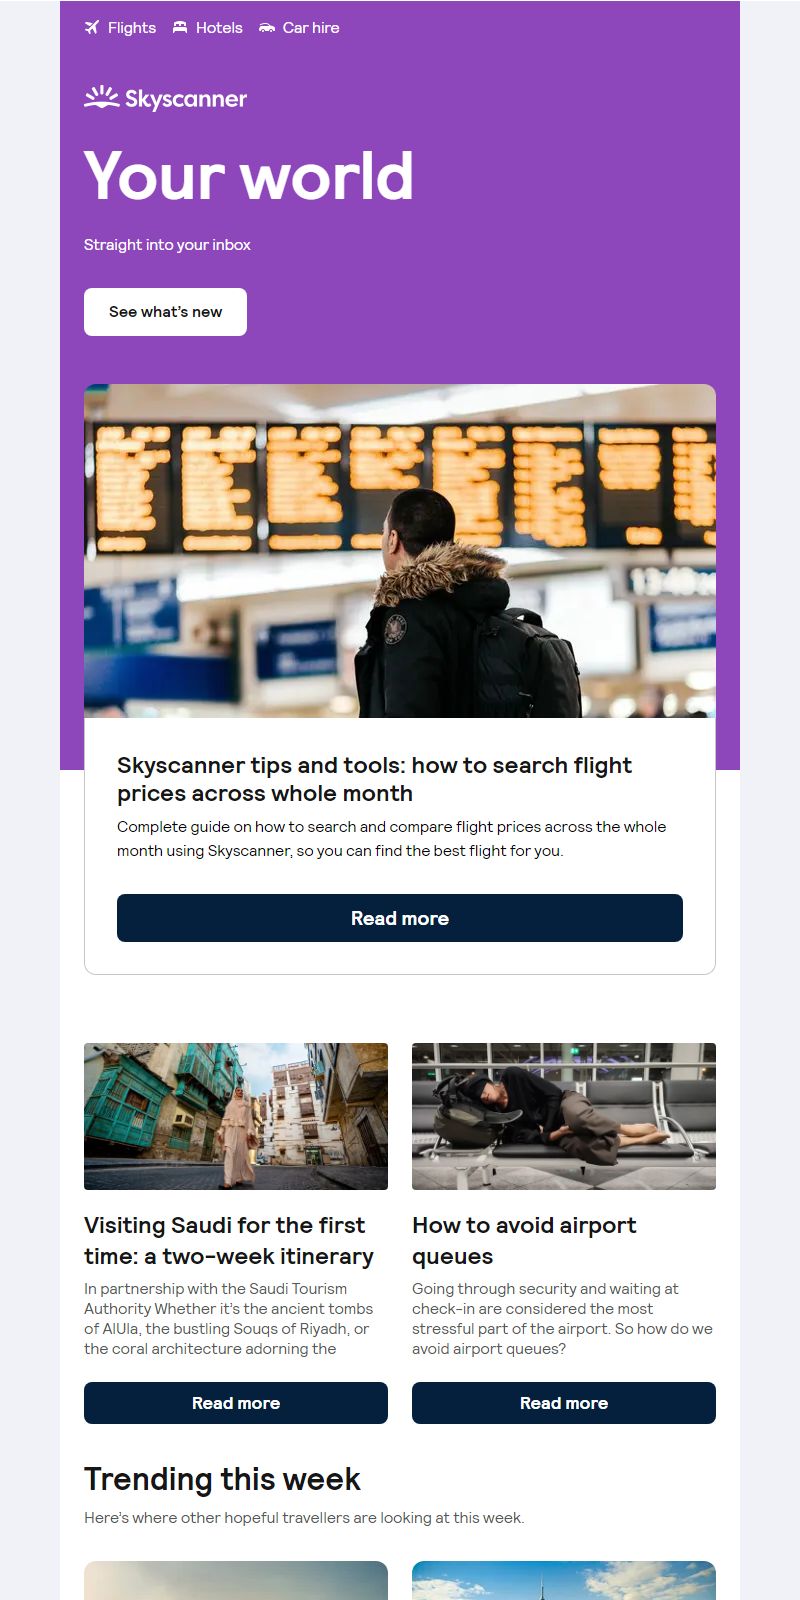 Flights Hotels Car hire
Skyscanner
Your world
Straight into your inbox
See what's new
Skyscanner tips and tools: how to search flight
prices across whole month
Complete guide on how to search and compare flight prices across the whole
month using Skyscanner, so you can find the best flight for you.
Read more
Visiting Saudi for the first
time: a two-week itinerary
In partnership with the Saudi Tourism
Authority Whether it's the ancient tombs
of AlUla, the bustling Souqs of Riyadh, or
the coral architecture adorning the
Read more
How to avoid airport
queues
Going through security and waiting at
check-in are considered the most
stressful part of the airport. So how do we
avoid airport queues?
Read more
Trending this week
Here's where other hopeful travellers are looking at this week.